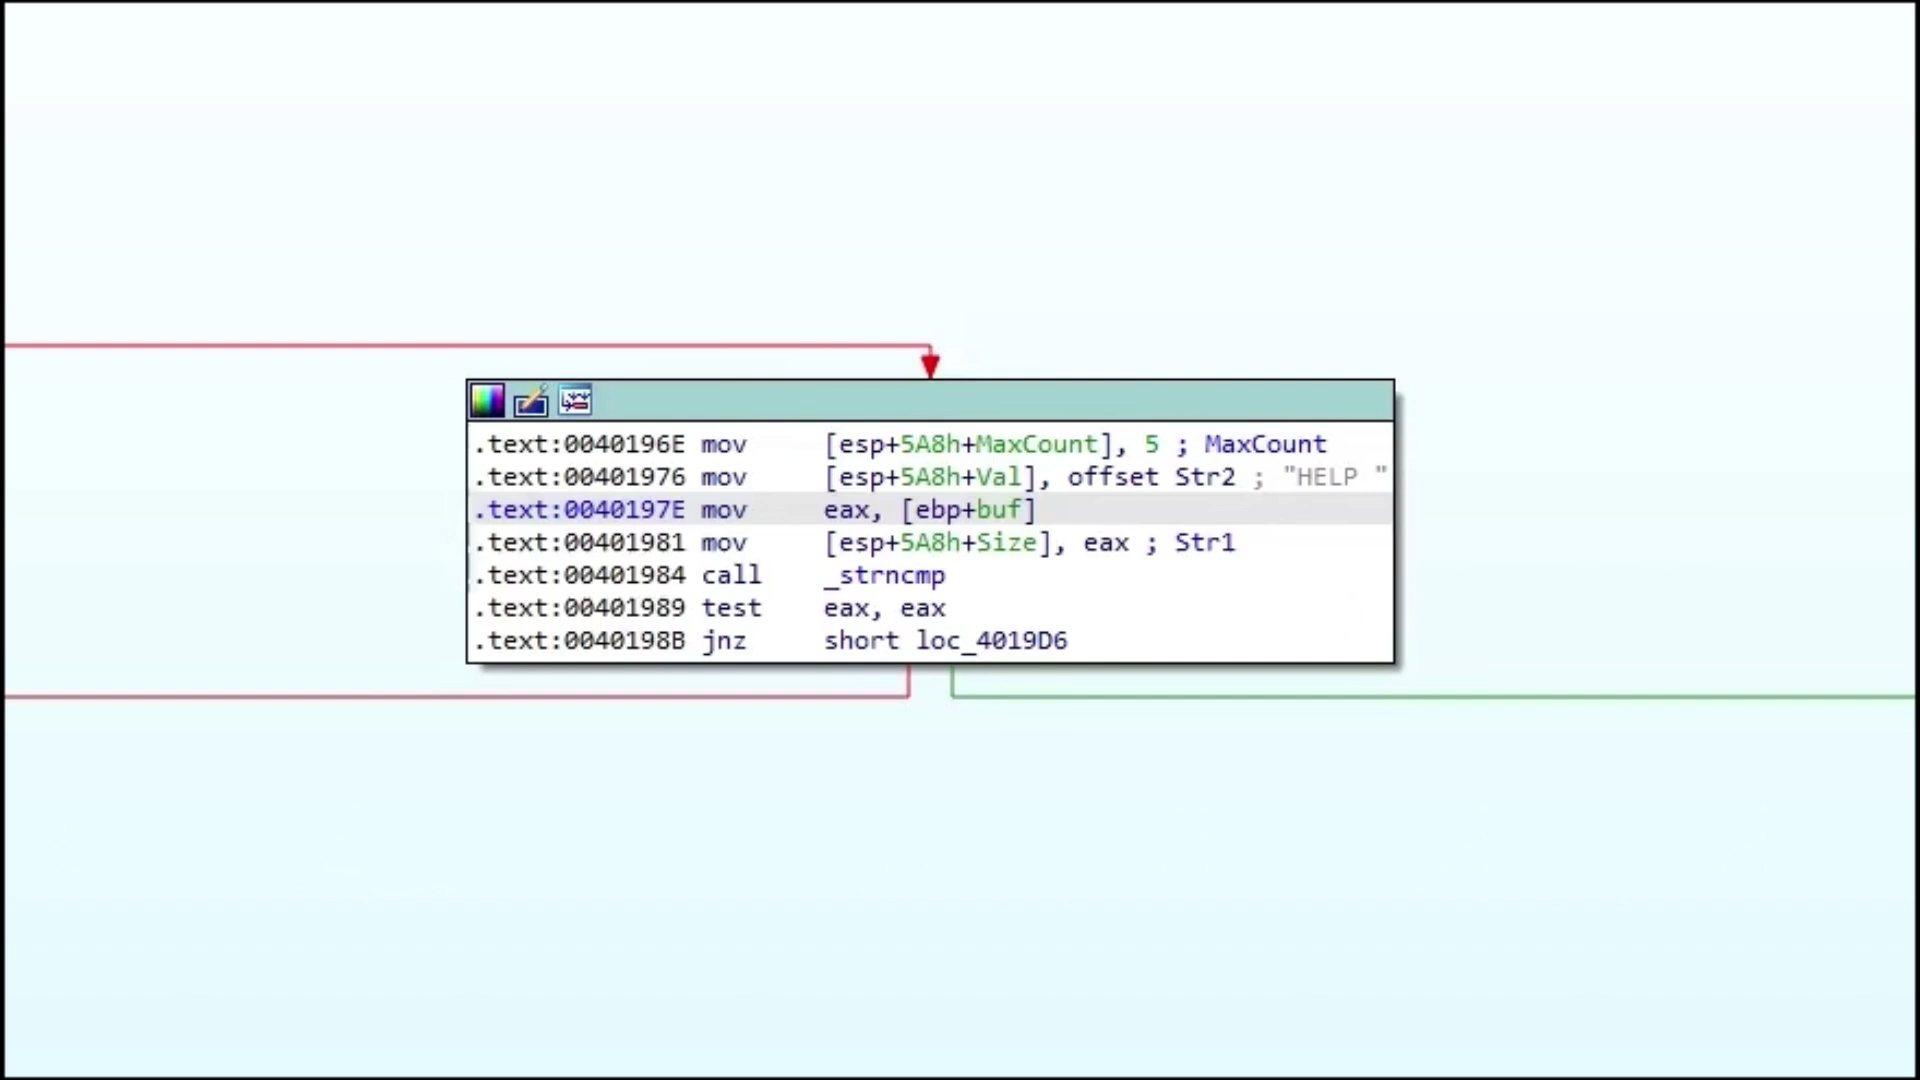 .text:0040196E mov     [esp+5A8h+MaxCount], 5 ; MaxCount
.text:00401976 mov     [esp+5A8h+Val], offset Str2 ; "HELP "
.text:0040197E mov     eax, [ebp+buf]
.text:00401981 mov     [esp+5A8h+Size], eax ; Str1
.text:00401984 call    _strncmp
.text:00401989 test    eax, eax
.text:0040198B jnz     short loc_4019D6